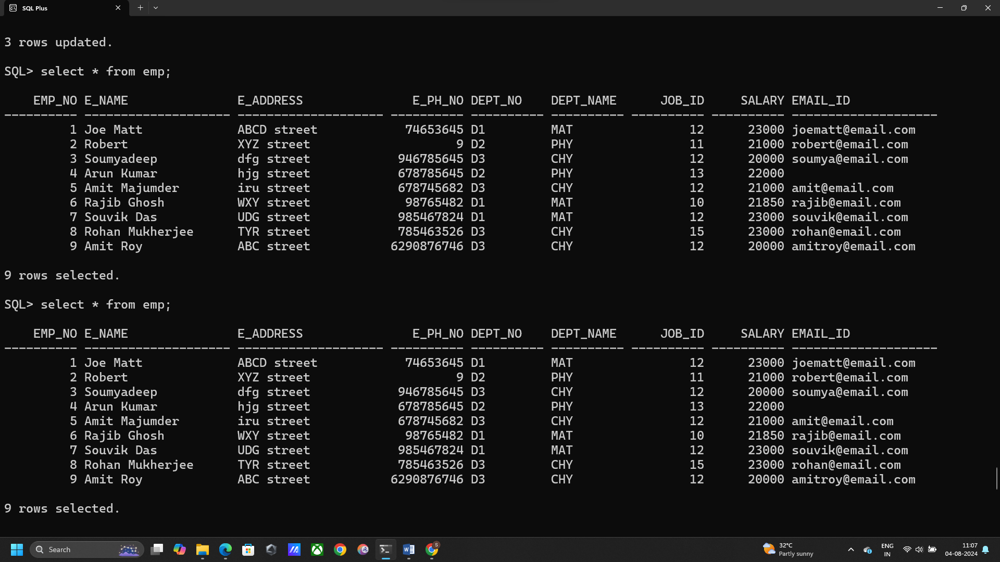 SQL Plus
3 rows updated.
SQL> select * from emp;
EMP_NO E_NAME E_ADDRESS E_PH_NO DEPT_NO DEPT_NAME JOB_ID SALARY EMAIL_ID
---------- -------------------- -------------------- ---------- ---------- ---------- ---------- ---------- --------------------
1 Joe Matt ABCD street 74653645 D1 MAT 12 23000 joematt@email.com
2 Robert XYZ street 9 D2 PHY 11 21000 robert@email.com
3 Soumyadeep dfg street 946785645 D3 CHY 12 20000 soumya@email.com
4 Arun Kumar hjg street 678785645 D2 PHY 13 22000
5 Amit Majumder iru street 678745682 D3 CHY 12 21000 amit@email.com
6 Rajib Ghosh WXY street 98765482 D1 MAT 10 21850 rajib@email.com
7 Souvik Das UDG street 985467824 D1 MAT 12 23000 souvik@email.com
8 Rohan Mukherjee TYR street 785463526 D3 CHY 15 23000 rohan@email.com
9 Amit Roy ABC street 6290876746 D3 CHY 12 20000 amitroy@email.com
9 rows selected.
SQL> select * from emp;
EMP_NO E_NAME E_ADDRESS E_PH_NO DEPT_NO DEPT_NAME JOB_ID SALARY EMAIL_ID
---------- -------------------- -------------------- ---------- ---------- ---------- ---------- ---------- --------------------
1 Joe Matt ABCD street 74653645 D1 MAT 12 23000 joematt@email.com
2 Robert XYZ street 9 D2 PHY 11 21000 robert@email.com
3 Soumyadeep dfg street 946785645 D3 CHY 12 20000 soumya@email.com
4 Arun Kumar hjg street 678785645 D2 PHY 13 22000
5 Amit Majumder iru street 678745682 D3 CHY 12 21000 amit@email.com
6 Rajib Ghosh WXY street 98765482 D1 MAT 10 21850 rajib@email.com
7 Souvik Das UDG street 985467824 D1 MAT 12 23000 souvik@email.com
8 Rohan Mukherjee TYR street 785463526 D3 CHY 15 23000 rohan@email.com
9 Amit Roy ABC street 6290876746 D3 CHY 12 20000 amitroy@email.com
9 rows selected.
Search
32°C
Partly sunny
ENG
IN
11:07
04-08-2024